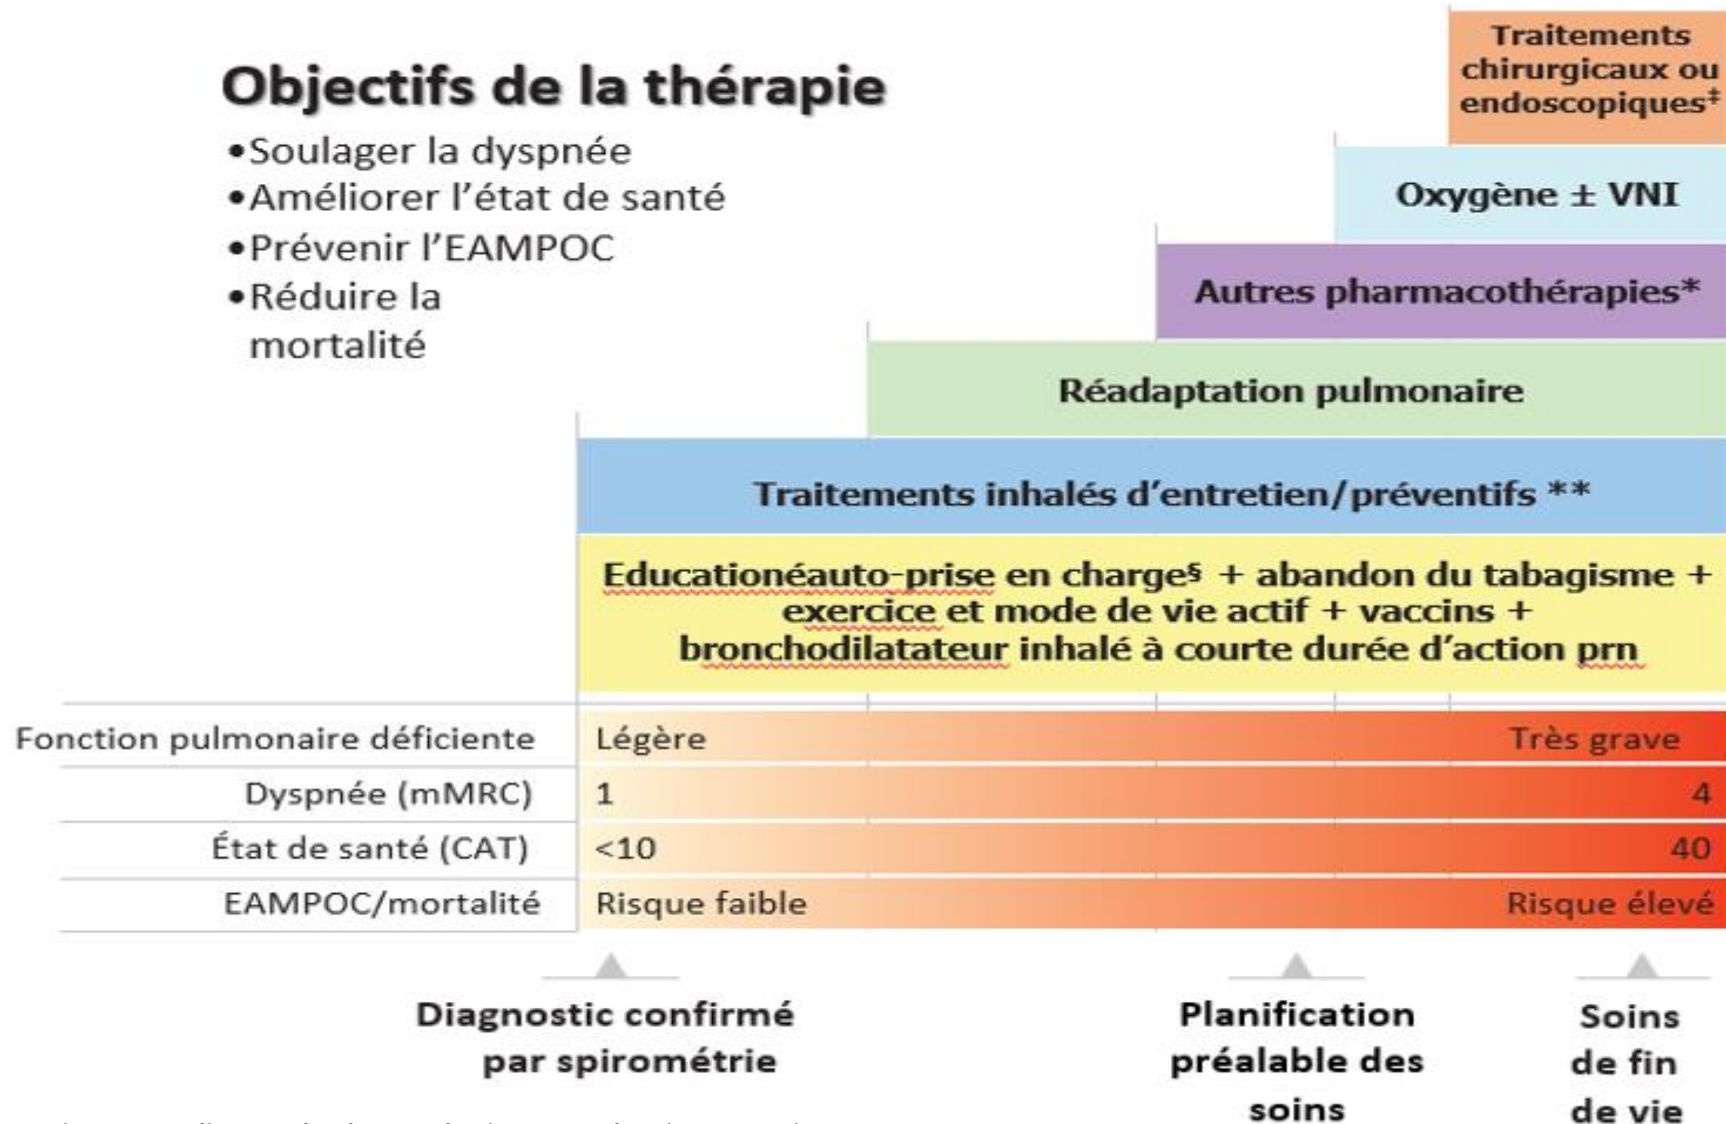 Objectifs de la thérapie
•Soulager la dyspnée
•Améliorer l’état de santé
•Prévenir l’EAMPOC
•Réduire la
mortalité
Traitements
chirurgicaux ou
endoscopiques‡
Oxygène ± VNI
Autres pharmacothérapies*
Réadaptation pulmonaire
Traitements inhalés d’entretien/préventifs **
Educationéauto-prise en charge§ + abandon du tabagisme +
exercice et mode de vie actif + vaccins +
bronchodilatateur inhalé à courte durée d’action prn
Fonction pulmonaire déficiente Légère Très grave
Dyspnée (mMRC) 1 4
État de santé (CAT) <10 40
EAMPOC/mortalité Risque faible Risque élevé
Diagnostic confirmé
par spirométrie
Planification
préalable des
soins
Soins
de fin
de vie